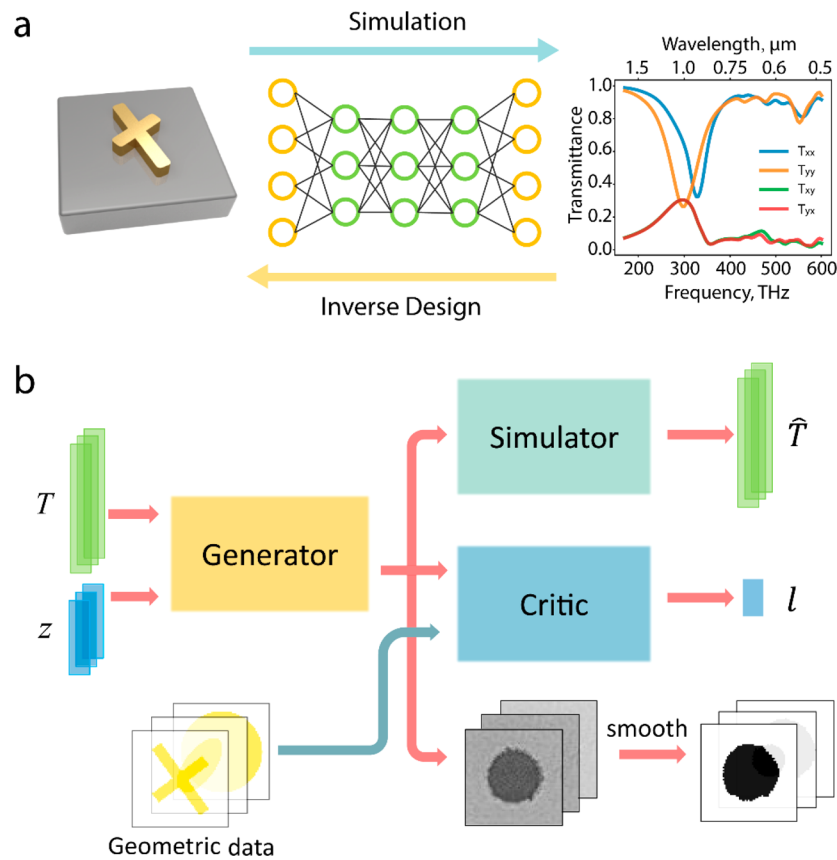 a
Simulation
Inverse Design
Wavelength, μm
1.5 1.0 0.75 0.6 0.5
Transmittance
1.0
0.8
0.6
0.4
0.2
0.0
Txx
Tyy
Txy
Tyx
200 300 400 500 600
Frequency, THz
b
T
z
Generator
Simulator
T̂
Critic
l
Geometric data
smooth